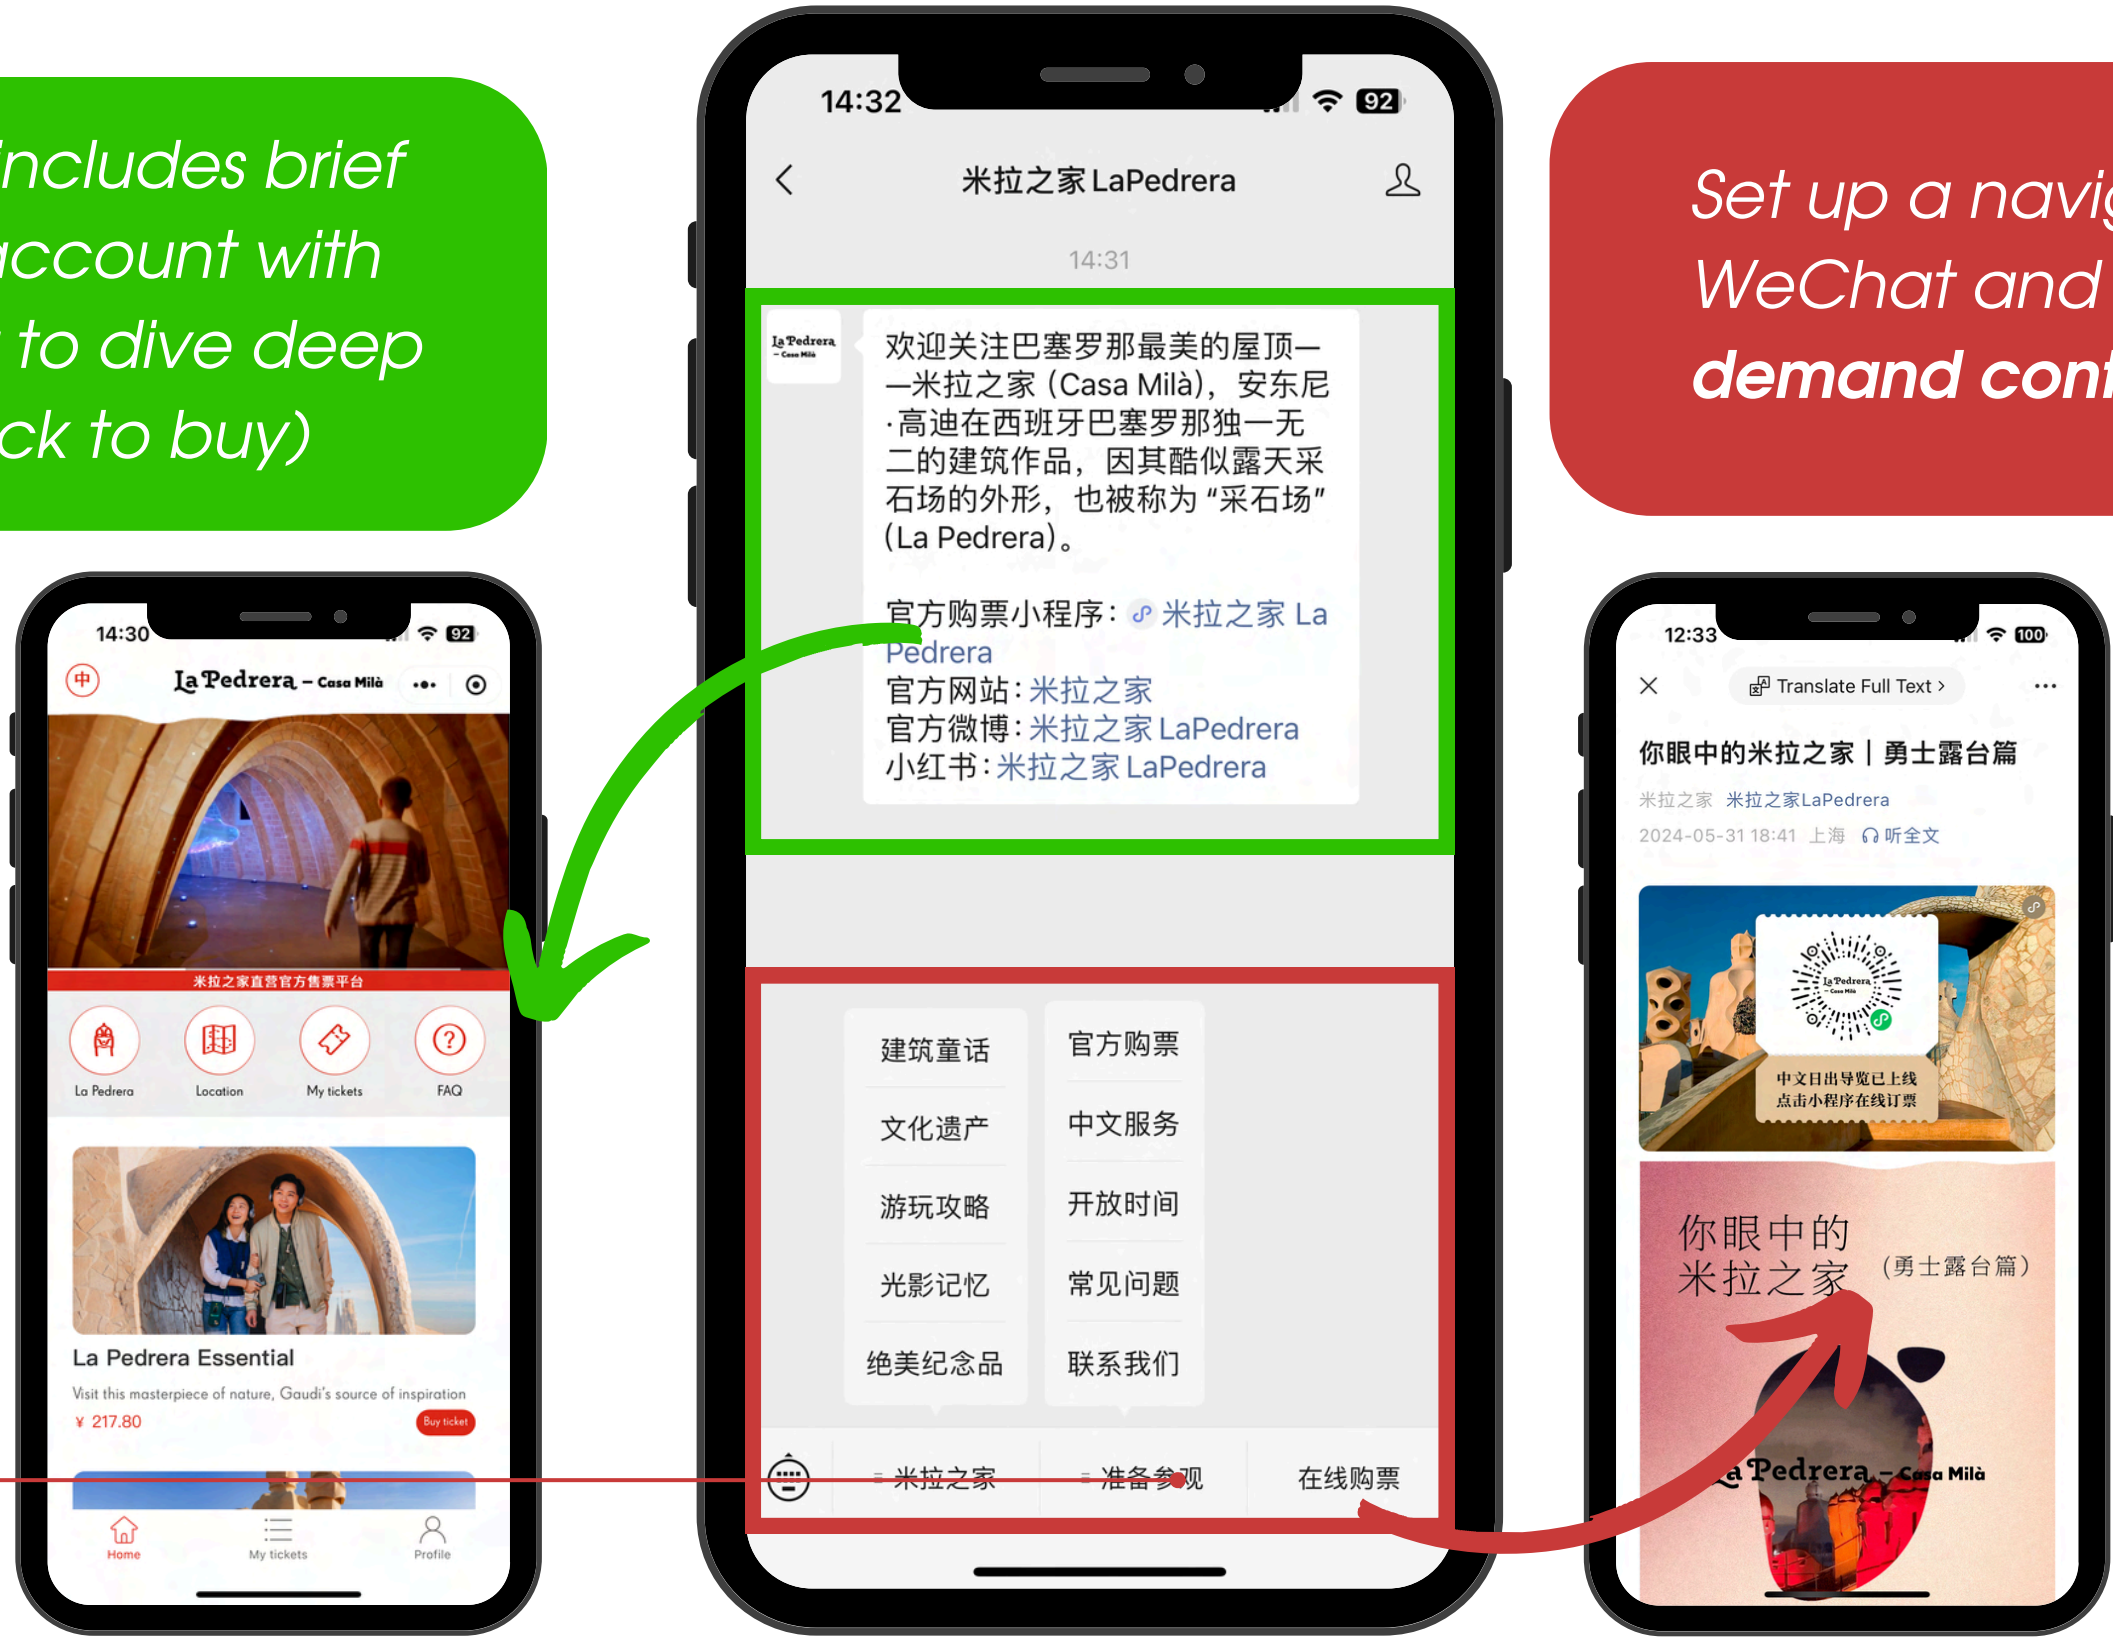 includes brief
account with
to dive deep
ck to buy)
14:30
92
中
La Pedrera – Casa Milà
米拉之家直营官方售票平台
La Pedrera
Location
My tickets
FAQ
La Pedrera Essential
Visit this masterpiece of nature, Gaudi's source of inspiration
¥ 217.80
Buy ticket
Home
My tickets
Profile
14:32
92
米拉之家 LaPedrera
14:31
La Pedrera
– Casa Milà
欢迎关注巴塞罗那最美的屋顶—
—米拉之家 (Casa Milà)，安东尼
·高迪在西班牙巴塞罗那独一无
二的建筑作品，因其酷似露天采
石场的外形，也被称为 “采石场”
(La Pedrera)。
官方购票小程序：米拉之家 La
Pedrera
官方网站：米拉之家
官方微博：米拉之家 LaPedrera
小红书：米拉之家 LaPedrera
建筑童话
文化遗产
游玩攻略
光影记忆
绝美纪念品
官方购票
中文服务
开放时间
常见问题
联系我们
米拉之家
准备参观
在线购票
Set up a navig
WeChat and
demand cont
12:33
100
Translate Full Text >
你眼中的米拉之家｜勇士露台篇
米拉之家 米拉之家LaPedrera
2024-05-31 18:41 上海 听全文
La Pedrera
– Casa Milà
中文日出导览已上线
点击小程序在线订票
你眼中的
米拉之家
(勇士露台篇)
La Pedrera – Casa Milà